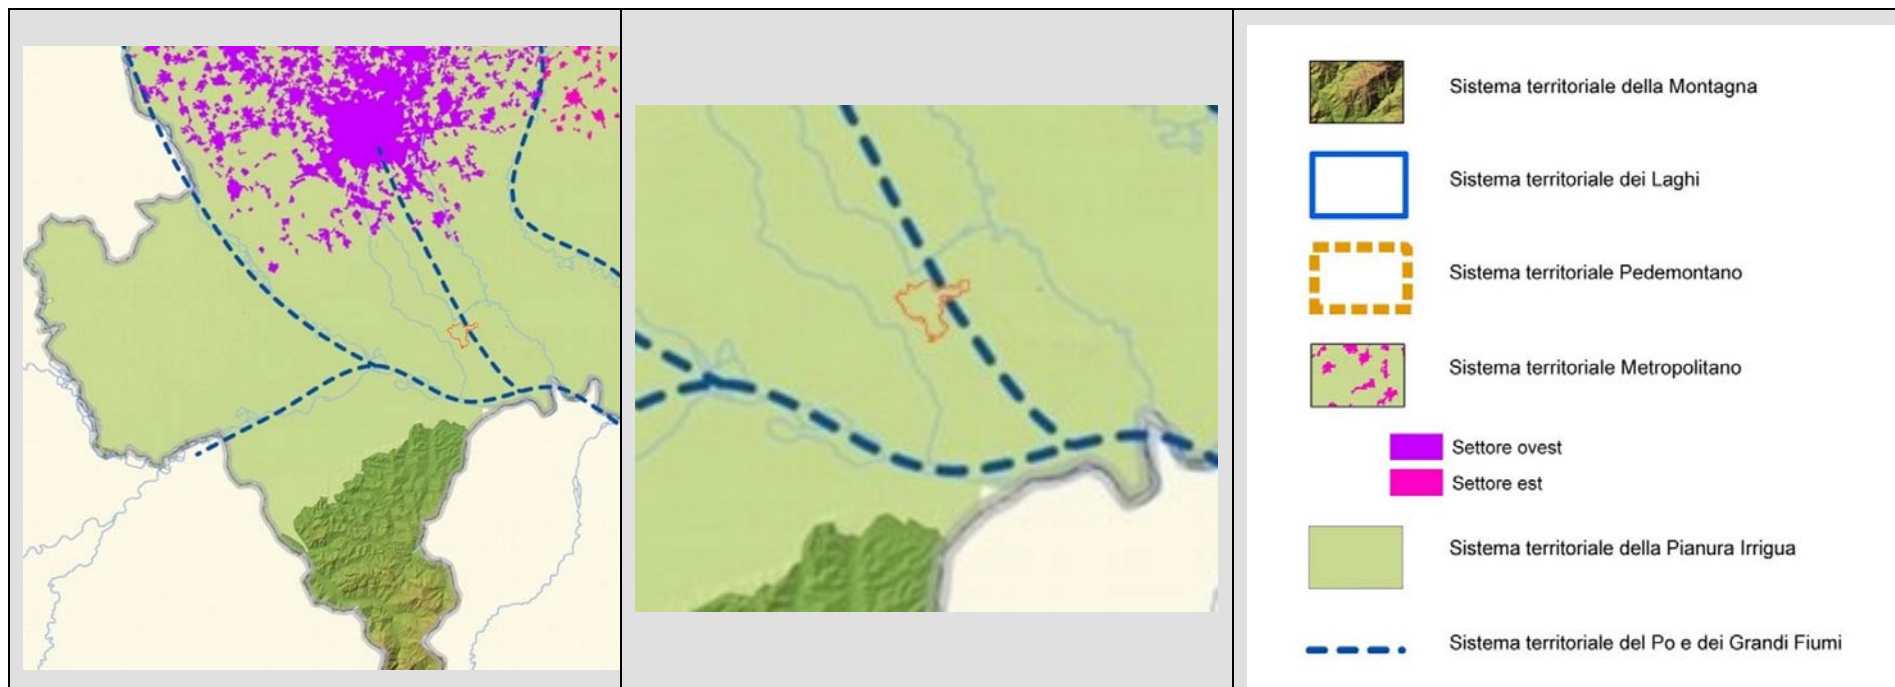 Sistema territoriale della Montagna
Sistema territoriale dei Laghi
Sistema territoriale Pedemontano
Sistema territoriale Metropolitano
Settore ovest
Settore est
Sistema territoriale della Pianura Irrigua
Sistema territoriale del Po e dei Grandi Fiumi